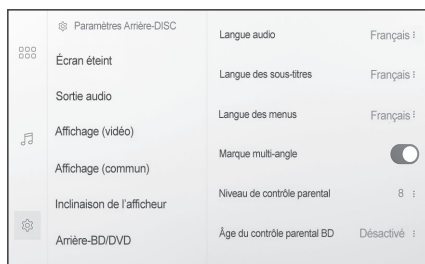 Paramètres Arrière-DISC
Écran éteint
Sortie audio
Affichage (vidéo)
Affichage (commun)
Inclinaison de l'afficheur
Arrière-BD/DVD
Langue audio Français
Langue des sous-titres Français
Langue des menus Français
Marque multi-angle
Niveau de contrôle parental 8
Âge du contrôle parental BD Désactivé